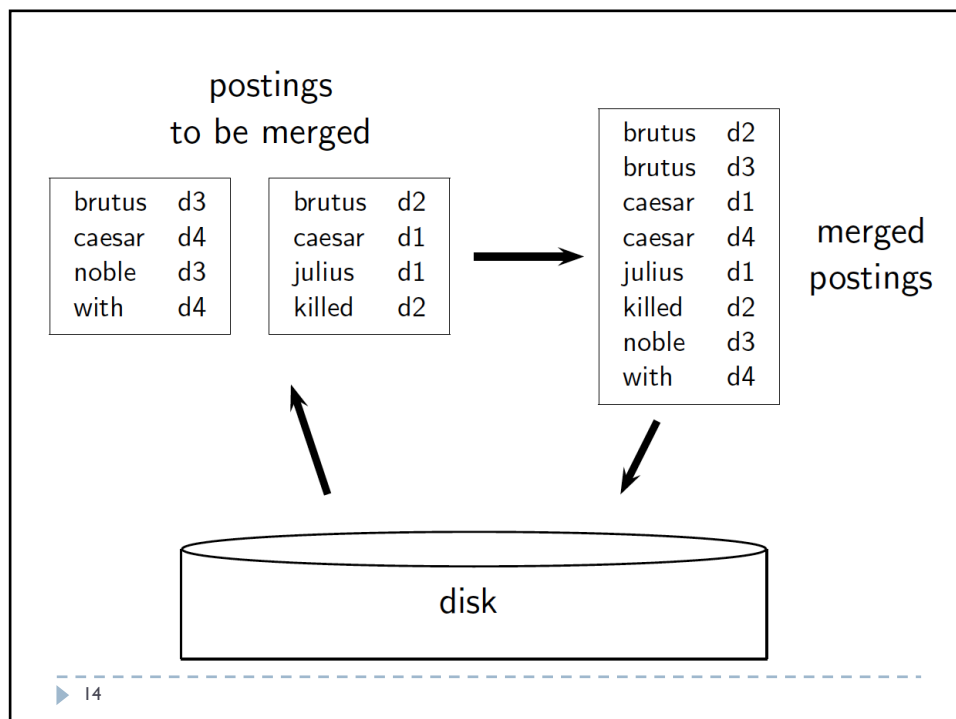 postings
to be merged
brutus d3
caesar d4
noble d3
with d4
brutus d2
caesar d1
julius d1
killed d2
brutus d2
brutus d3
caesar d1
caesar d4
julius d1
killed d2
noble d3
with d4
merged
postings
disk
14